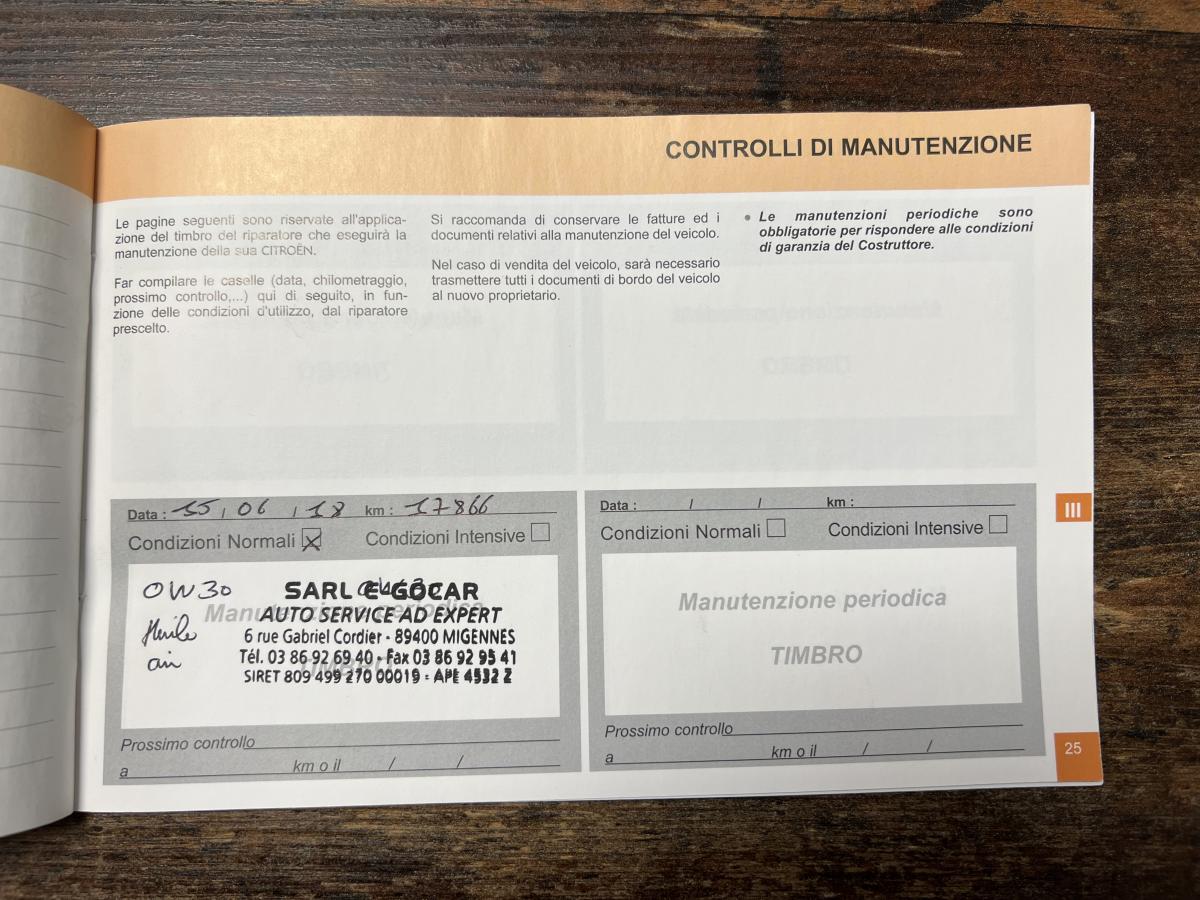 CONTROLLI DI MANUTENZIONE
Le pagine seguenti sono riservate all'applica-
zione del timbro del riparatore che eseguirà la
manutenzione della sua CITROËN.
Far compilare le caselle (data, chilometraggio,
prossimo controllo,...) qui di seguito, in fun-
zione delle condizioni d'utilizzo, dal riparatore
prescelto.
Si raccomanda di conservare le fatture ed i
documenti relativi alla manutenzione del veicolo.
Nel caso di vendita del veicolo, sarà necessario
trasmettere tutti i documenti di bordo del veicolo
al nuovo proprietario.
• Le manutenzioni periodiche sono
obbligatorie per rispondere alle condizioni
di garanzia del Costruttore.
Data : 15 / 06 / 18 km : 17866
Condizioni Normali Condizioni Intensive
0W30
Huile
air
SARL E-GOCAR
Manutenzione periodica
AUTO SERVICE AD EXPERT
6 rue Gabriel Cordier - 89400 MIGENNES
Tél. 03 86 92 69 40 - Fax 03 86 92 95 41
TIMBRO
SIRET 809 499 270 00019 - APE 4532 Z
Prossimo controllo
a km o il / /
Data : / / km :
Condizioni Normali Condizioni Intensive
Manutenzione periodica
TIMBRO
Prossimo controllo
a km o il / /
III
25